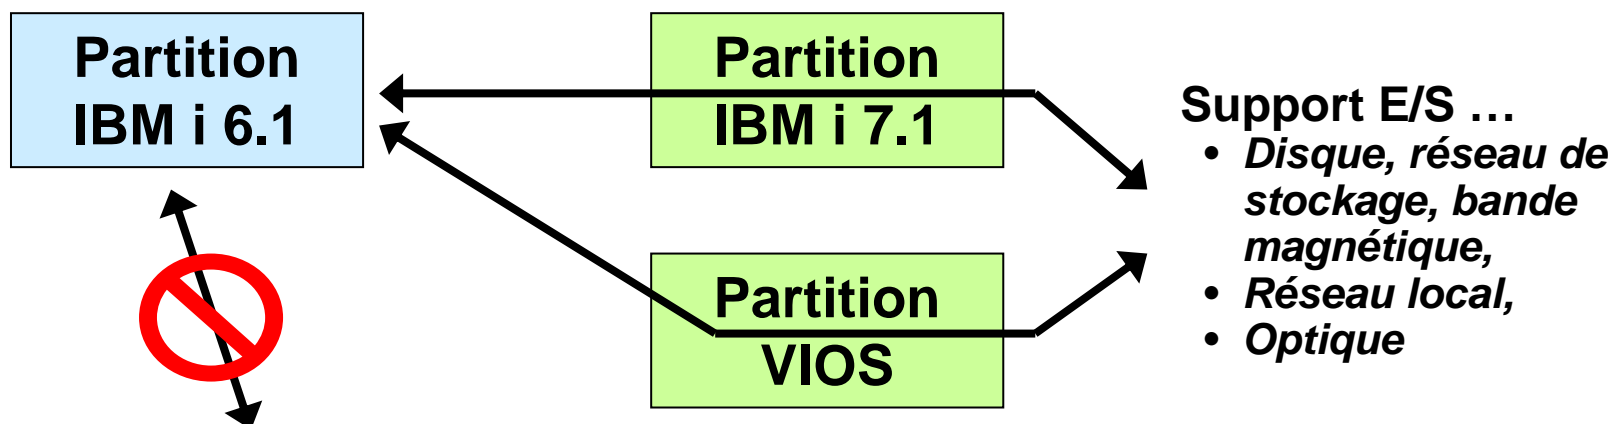 Partition
IBM i 6.1
Partition
IBM i 7.1
Partition
VIOS
Support E/S …
• Disque, réseau de
stockage, bande
magnétique,
• Réseau local,
• Optique